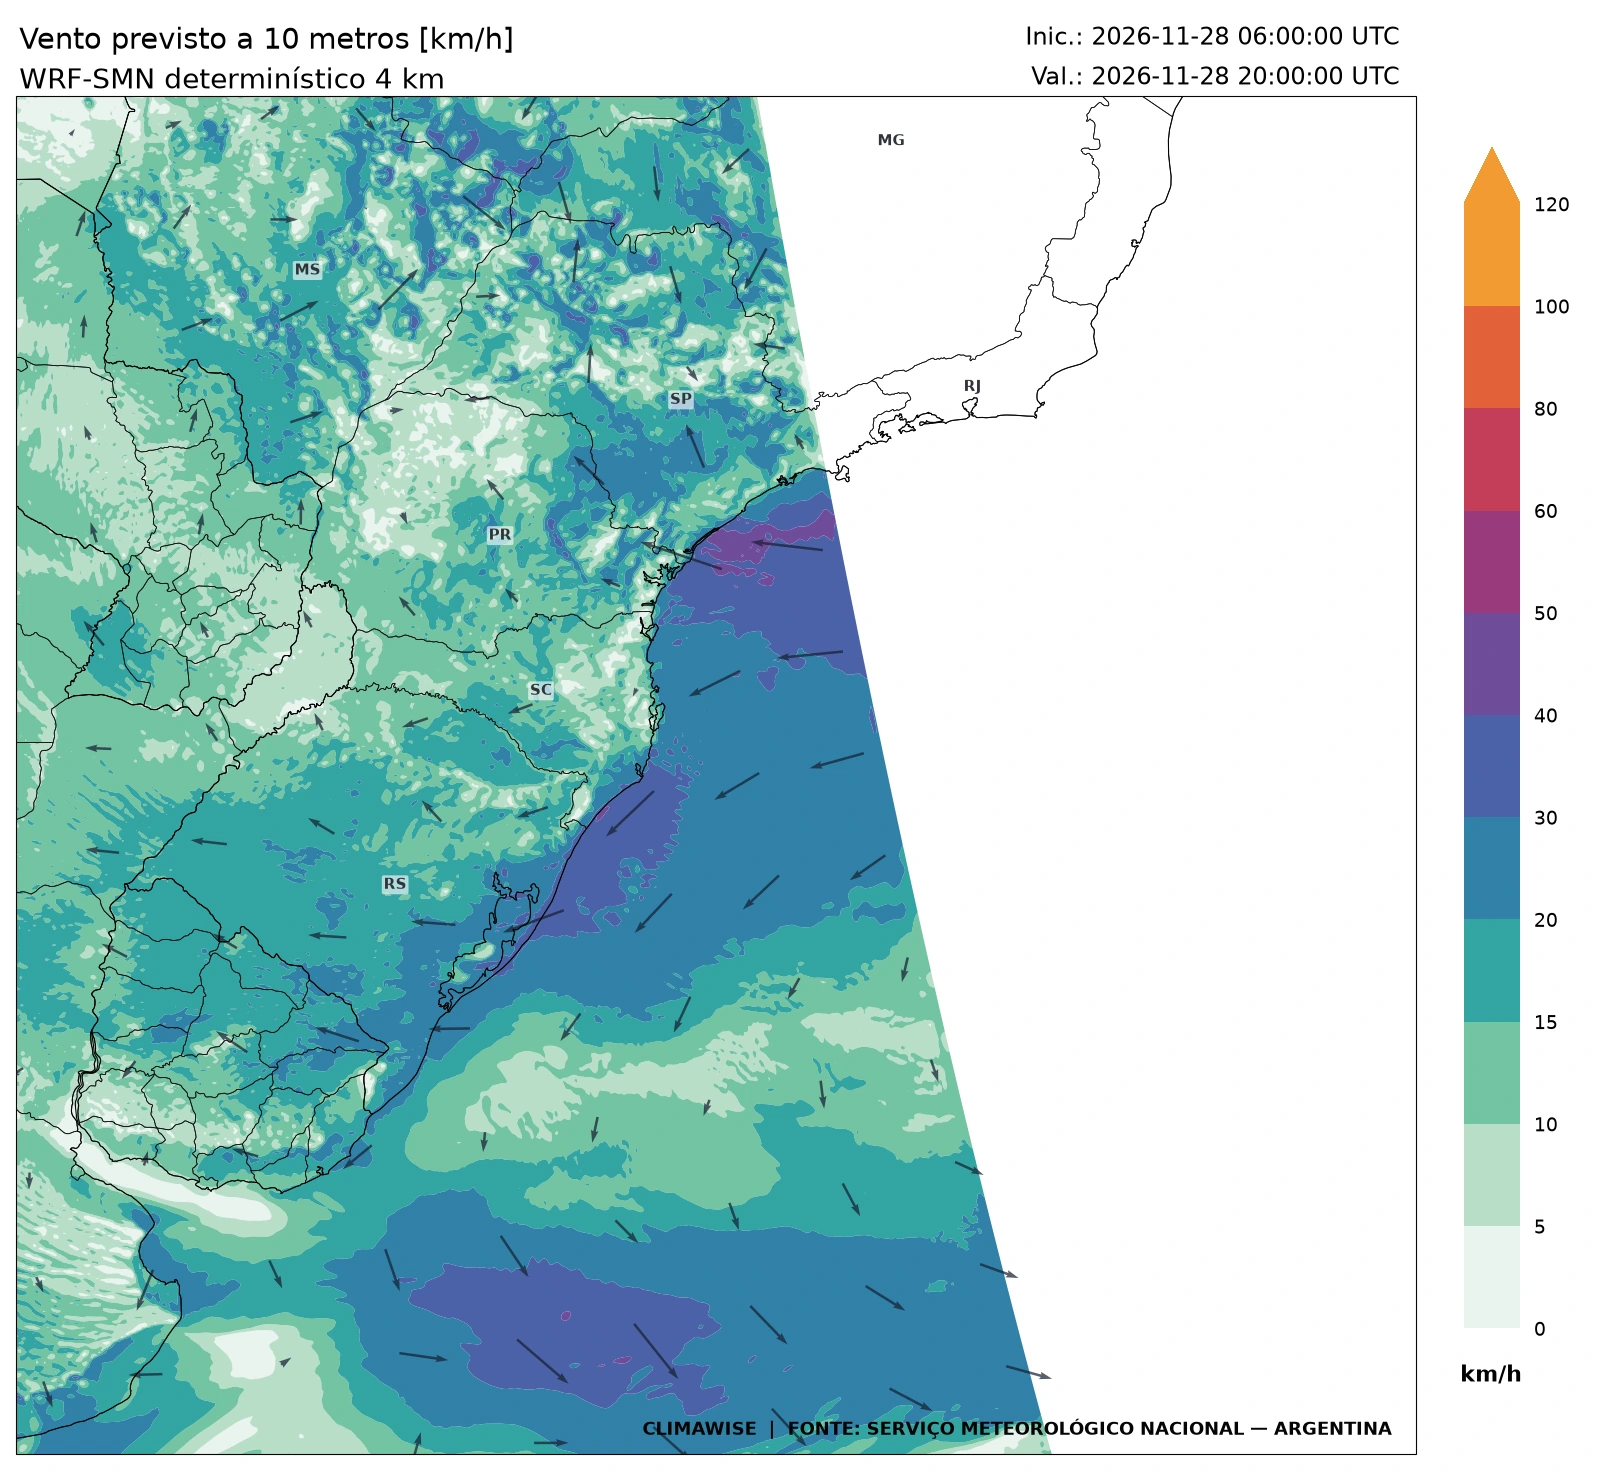 Vento previsto a 10 metros [km/h]
WRF-SMN determinístico 4 km
Inic.: 2026-11-28 06:00:00 UTC
Val.: 2026-11-28 20:00:00 UTC
MG
MS
RJ
SP
PR
SC
RS
120
100
80
60
50
40
30
20
15
10
5
0
km/h
CLIMAWISE | FONTE: SERVIÇO METEOROLÓGICO NACIONAL — ARGENTINA